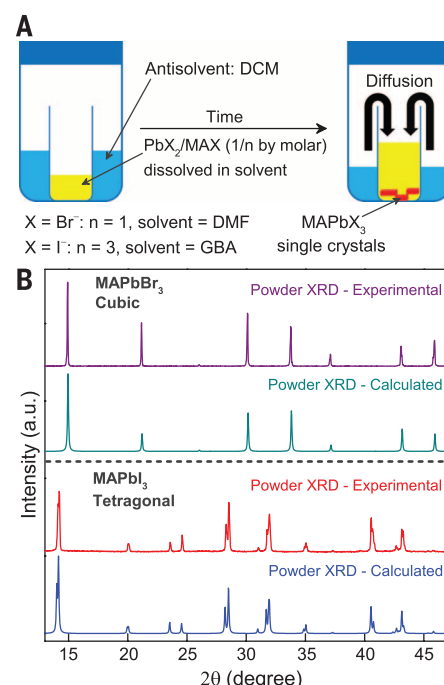 A
Antisolvent: DCM
Diffusion
Time
PbX₂/MAX (1/n by molar)
dissolved in solvent
X = Br⁻: n = 1, solvent = DMF
X = I⁻: n = 3, solvent = GBA
MAPbX₃
single crystals
B
MAPbBr₃
Cubic
Powder XRD - Experimental
Powder XRD - Calculated
MAPbI₃
Tetragonal
Powder XRD - Experimental
Powder XRD - Calculated
Intensity (a.u.)
15 20 25 30 35 40 45
2θ (degree)